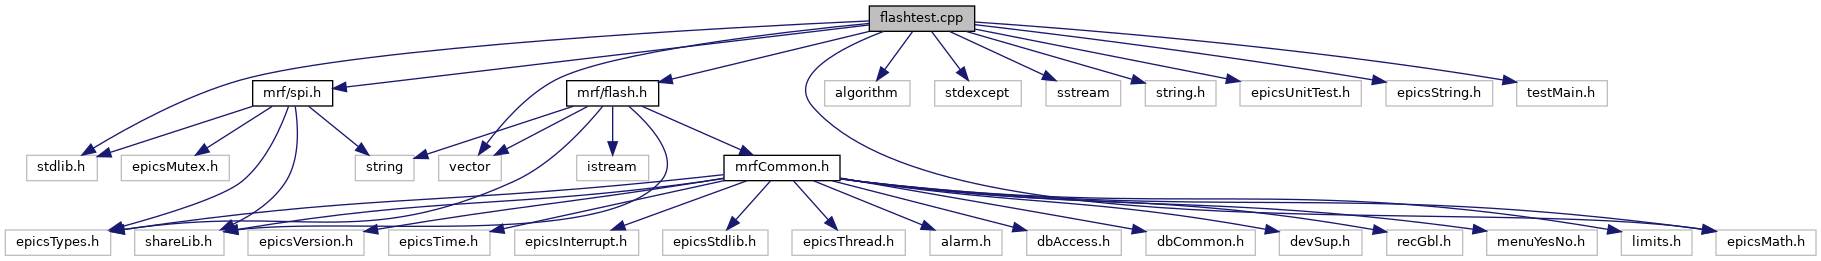 flashtest.cpp
mrf/spi.h
mrf/flash.h
algorithm
stdexcept
sstream
string.h
epicsUnitTest.h
epicsString.h
testMain.h
stdlib.h
epicsMutex.h
string
vector
istream
mrfCommon.h
epicsTypes.h
shareLib.h
epicsVersion.h
epicsTime.h
epicsInterrupt.h
epicsStdlib.h
epicsThread.h
alarm.h
dbAccess.h
dbCommon.h
devSup.h
recGbl.h
menuYesNo.h
limits.h
epicsMath.h